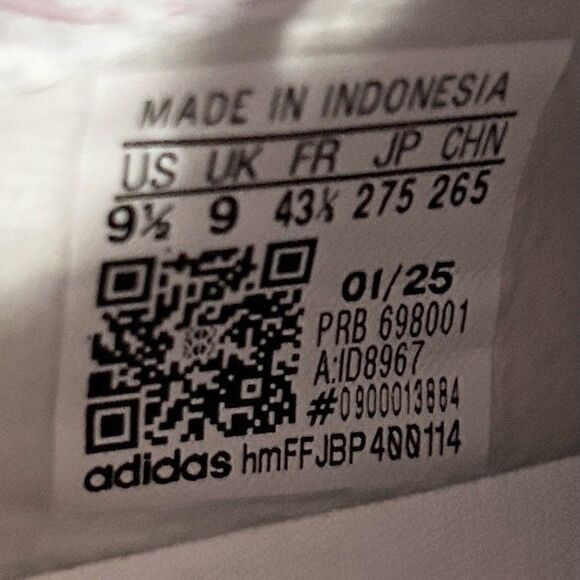 MADE IN INDONESIA
US UK FR JP CHN
9½ 9 43⅓ 275 265
01/25
PRB 698001
A:ID8967
#0900013884
adidas hmFFJBP400114